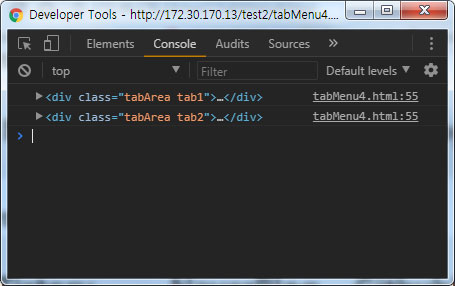 Developer Tools - http://172.30.170.13/test2/tabMenu4....
Elements Console Audits Sources »
top ▼ Filter Default levels ▼
▶<div class="tabArea tab1">…</div> tabMenu4.html:55
▶<div class="tabArea tab2">…</div> tabMenu4.html:55
>